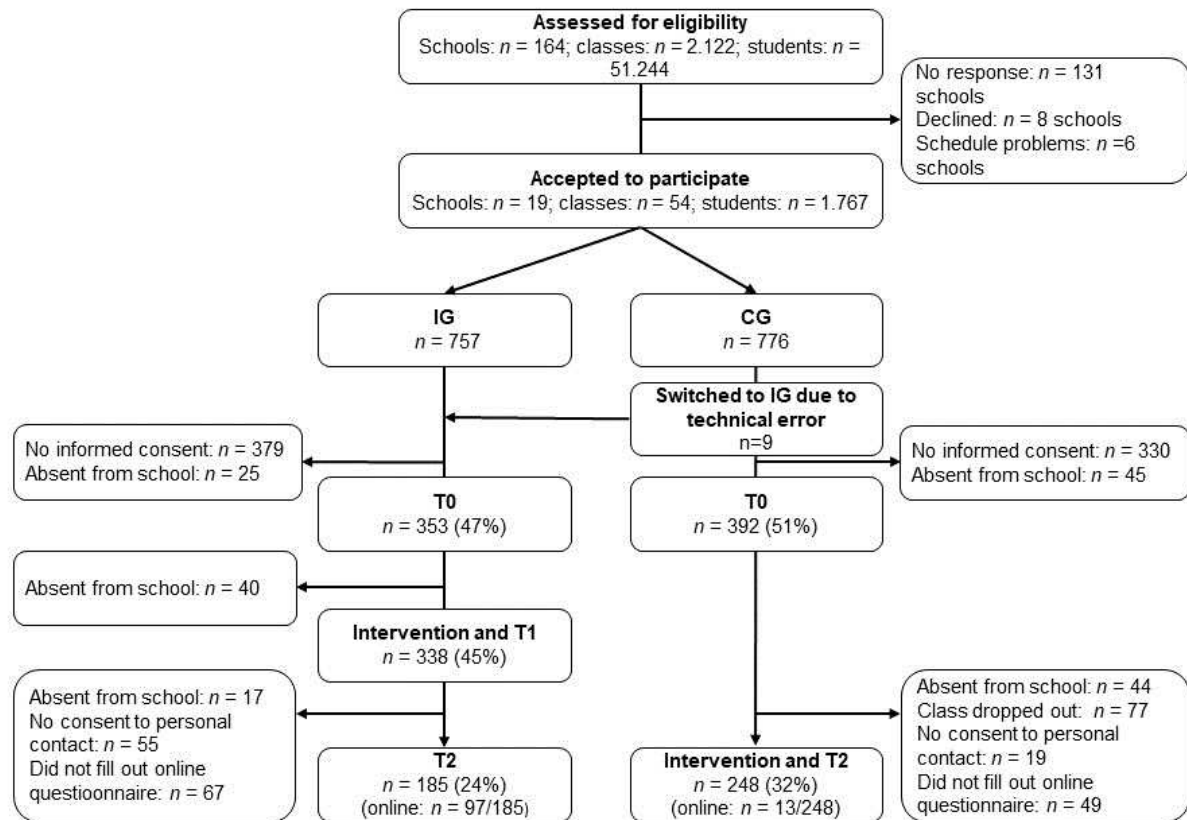 Assessed for eligibility
Schools: n = 164; classes: n = 2.122; students: n =
51.244
No response: n = 131
schools
Declined: n = 8 schools
Schedule problems: n =6
schools
Accepted to participate
Schools: n = 19; classes: n = 54; students: n = 1.767
IG
n = 757
CG
n = 776
Switched to IG due to
technical error
n=9
No informed consent: n = 379
Absent from school: n = 25
No informed consent: n = 330
Absent from school: n = 45
T0
n = 353 (47%)
T0
n = 392 (51%)
Absent from school: n = 40
Intervention and T1
n = 338 (45%)
Absent from school: n = 17
No consent to personal
contact: n = 55
Did not fill out online
questioonnaire: n = 67
Absent from school: n = 44
Class dropped out: n = 77
No consent to personal
contact: n = 19
Did not fill out online
questionnaire: n = 49
T2
n = 185 (24%)
(online: n = 97/185)
Intervention and T2
n = 248 (32%)
(online: n = 13/248)